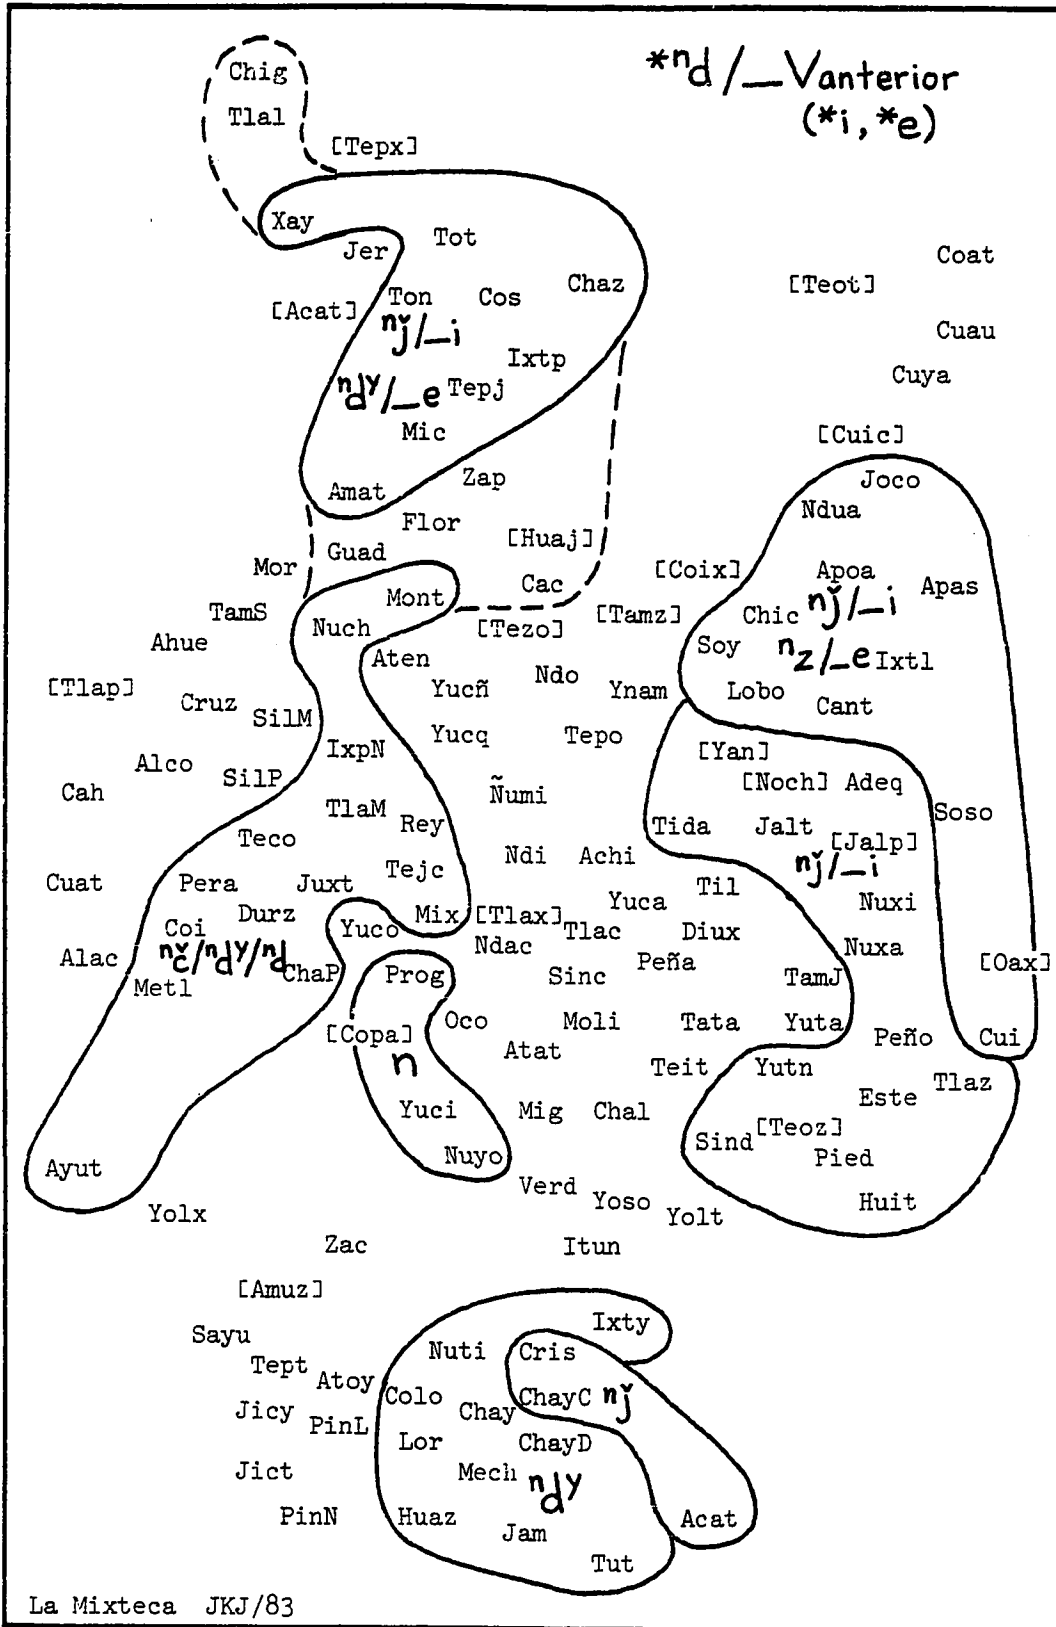 *ⁿd / __ Vanterior
(*i, *e)
Chig
Tlal
[Tepx]
Xay
Jer
Tot
Coat
[Teot]
Chaz
[Acat]
Ton
Cos
ⁿǰ/__i
Cuau
Ixtp
Cuya
ⁿdʸ/__e
Tepj
Mic
[Cuic]
Zap
Joco
Amat
Ndua
Flor
[Huaj]
Guad
Mor
[Coix]
Apoa
Apas
Cac
Mont
TamS
[Tamz]
Chic
ⁿǰ/__i
Nuch
[Tezo]
Ahue
Soy
ⁿz/__e
Ixtl
Aten
Ndo
[Tlap]
Yucñ
Ynam
Lobo
Cruz
SilM
Cant
IxpN
Yucq
Tepo
[Yan]
Alco
SilP
[Noch]
Adeq
Cah
Ñumi
TlaM
Rey
Soso
Teco
Tida
Jalt
[Jalp]
Ndi
Achi
ⁿǰ/__i
Cuat
Pera
Juxt
Tejc
Til
Yuca
Nuxi
Durz
Coi
Yuco
Mix
[Tlax]
Tlac
Diux
Ndac
Nuxa
ⁿč/ⁿdʸ/ⁿd
Alac
Metl
ChaP
Prog
Sinc
Peña
TamJ
[Oax]
[Copa]
Oco
Moli
Tata
Yuta
Peño
Cui
n
Atat
Teit
Yutn
Tlaz
Yuci
Mig
Chal
Este
[Teoz]
Sind
Nuyo
Pied
Ayut
Verd
Yoso
Huit
Yolx
Yolt
Zac
Itun
[Amuz]
Ixty
Sayu
Nuti
Cris
Tept
Atoy
Colo
ChayC
ⁿǰ
Jicy
PinL
Chay
Lor
ChayD
Jict
Mech
ⁿdʸ
PinN
Huaz
Jam
Acat
Tut
La Mixteca JKJ/83